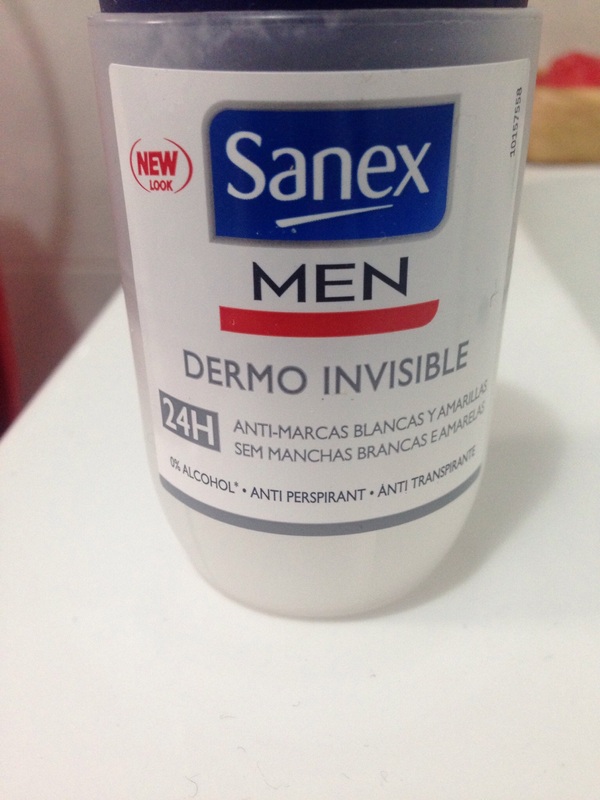 10157558
NEW
LOOK
Sanex
MEN
DERMO INVISIBLE
24H
ANTI-MARCAS BLANCAS Y AMARILLAS
SEM MANCHAS BRANCAS E AMARELAS
0% ALCOHOL* • ANTI PERSPIRANT • ANTI TRANSPIRANTE